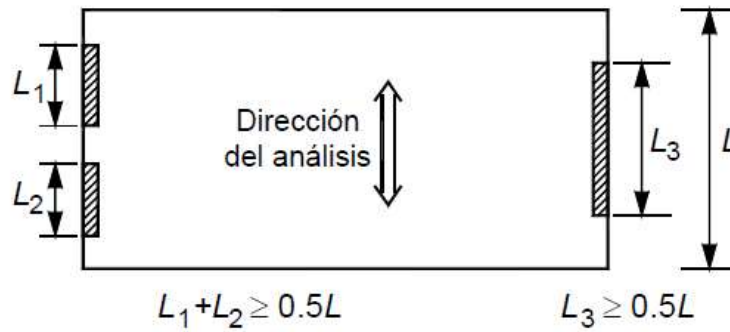 L1
Dirección
del análisis
L3
L
L2
L1+L2 ≥ 0.5L
L3 ≥ 0.5L